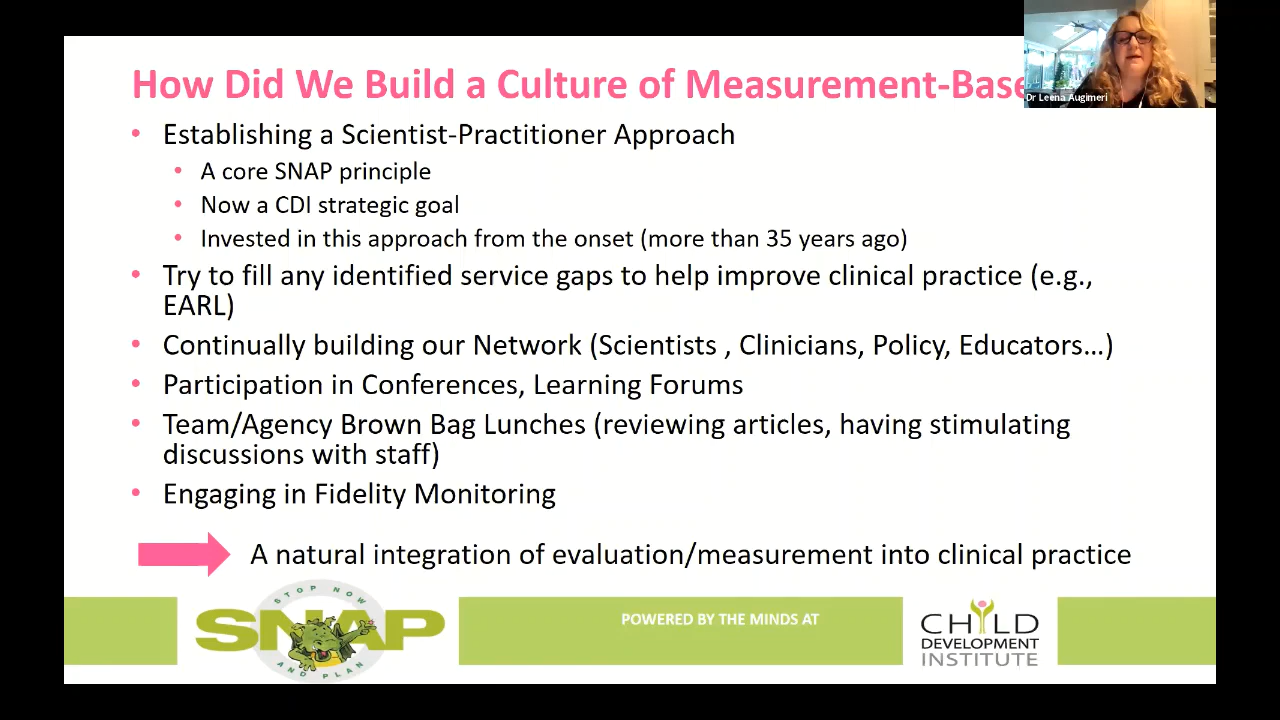 How Did We Build a Culture of Measurement-Base
Dr Leena Augimeri
• Establishing a Scientist-Practitioner Approach
• A core SNAP principle
• Now a CDI strategic goal
• Invested in this approach from the onset (more than 35 years ago)
• Try to fill any identified service gaps to help improve clinical practice (e.g.,
EARL)
• Continually building our Network (Scientists , Clinicians, Policy, Educators…)
• Participation in Conferences, Learning Forums
• Team/Agency Brown Bag Lunches (reviewing articles, having stimulating
discussions with staff)
• Engaging in Fidelity Monitoring
A natural integration of evaluation/measurement into clinical practice
STOP NOW
SNAP
AND PLAN
POWERED BY THE MINDS AT
CHILD
DEVELOPMENT
INSTITUTE